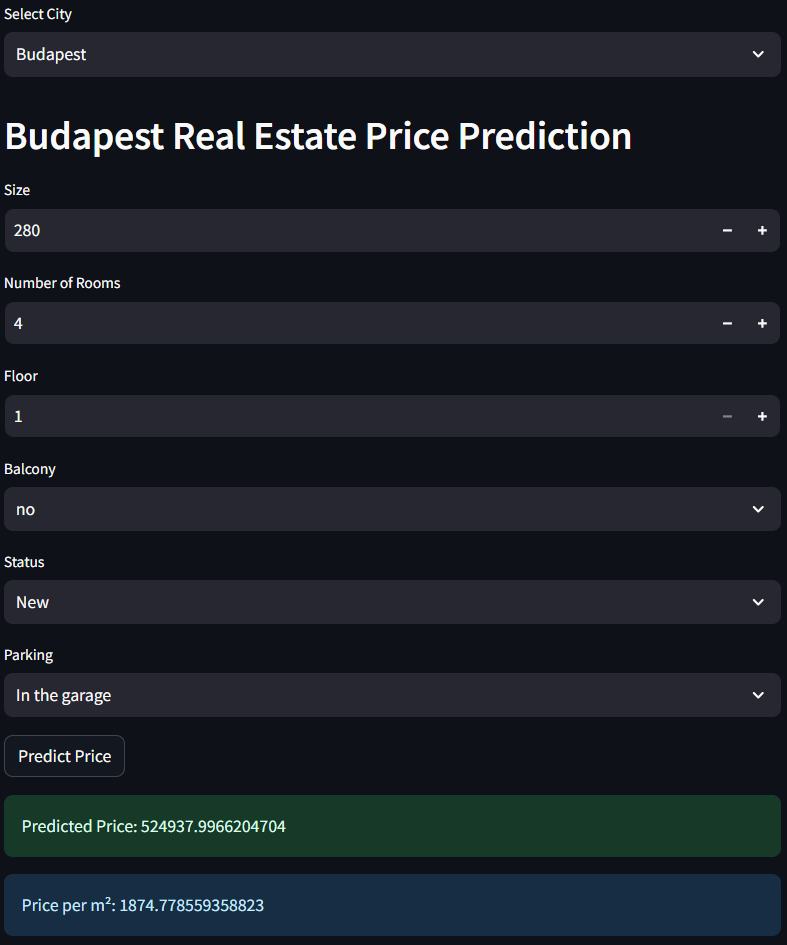 Select City
Budapest
Budapest Real Estate Price Prediction
Size
280
Number of Rooms
4
Floor
1
Balcony
no
Status
New
Parking
In the garage
Predict Price
Predicted Price: 524937.9966204704
Price per m²: 1874.778559358823